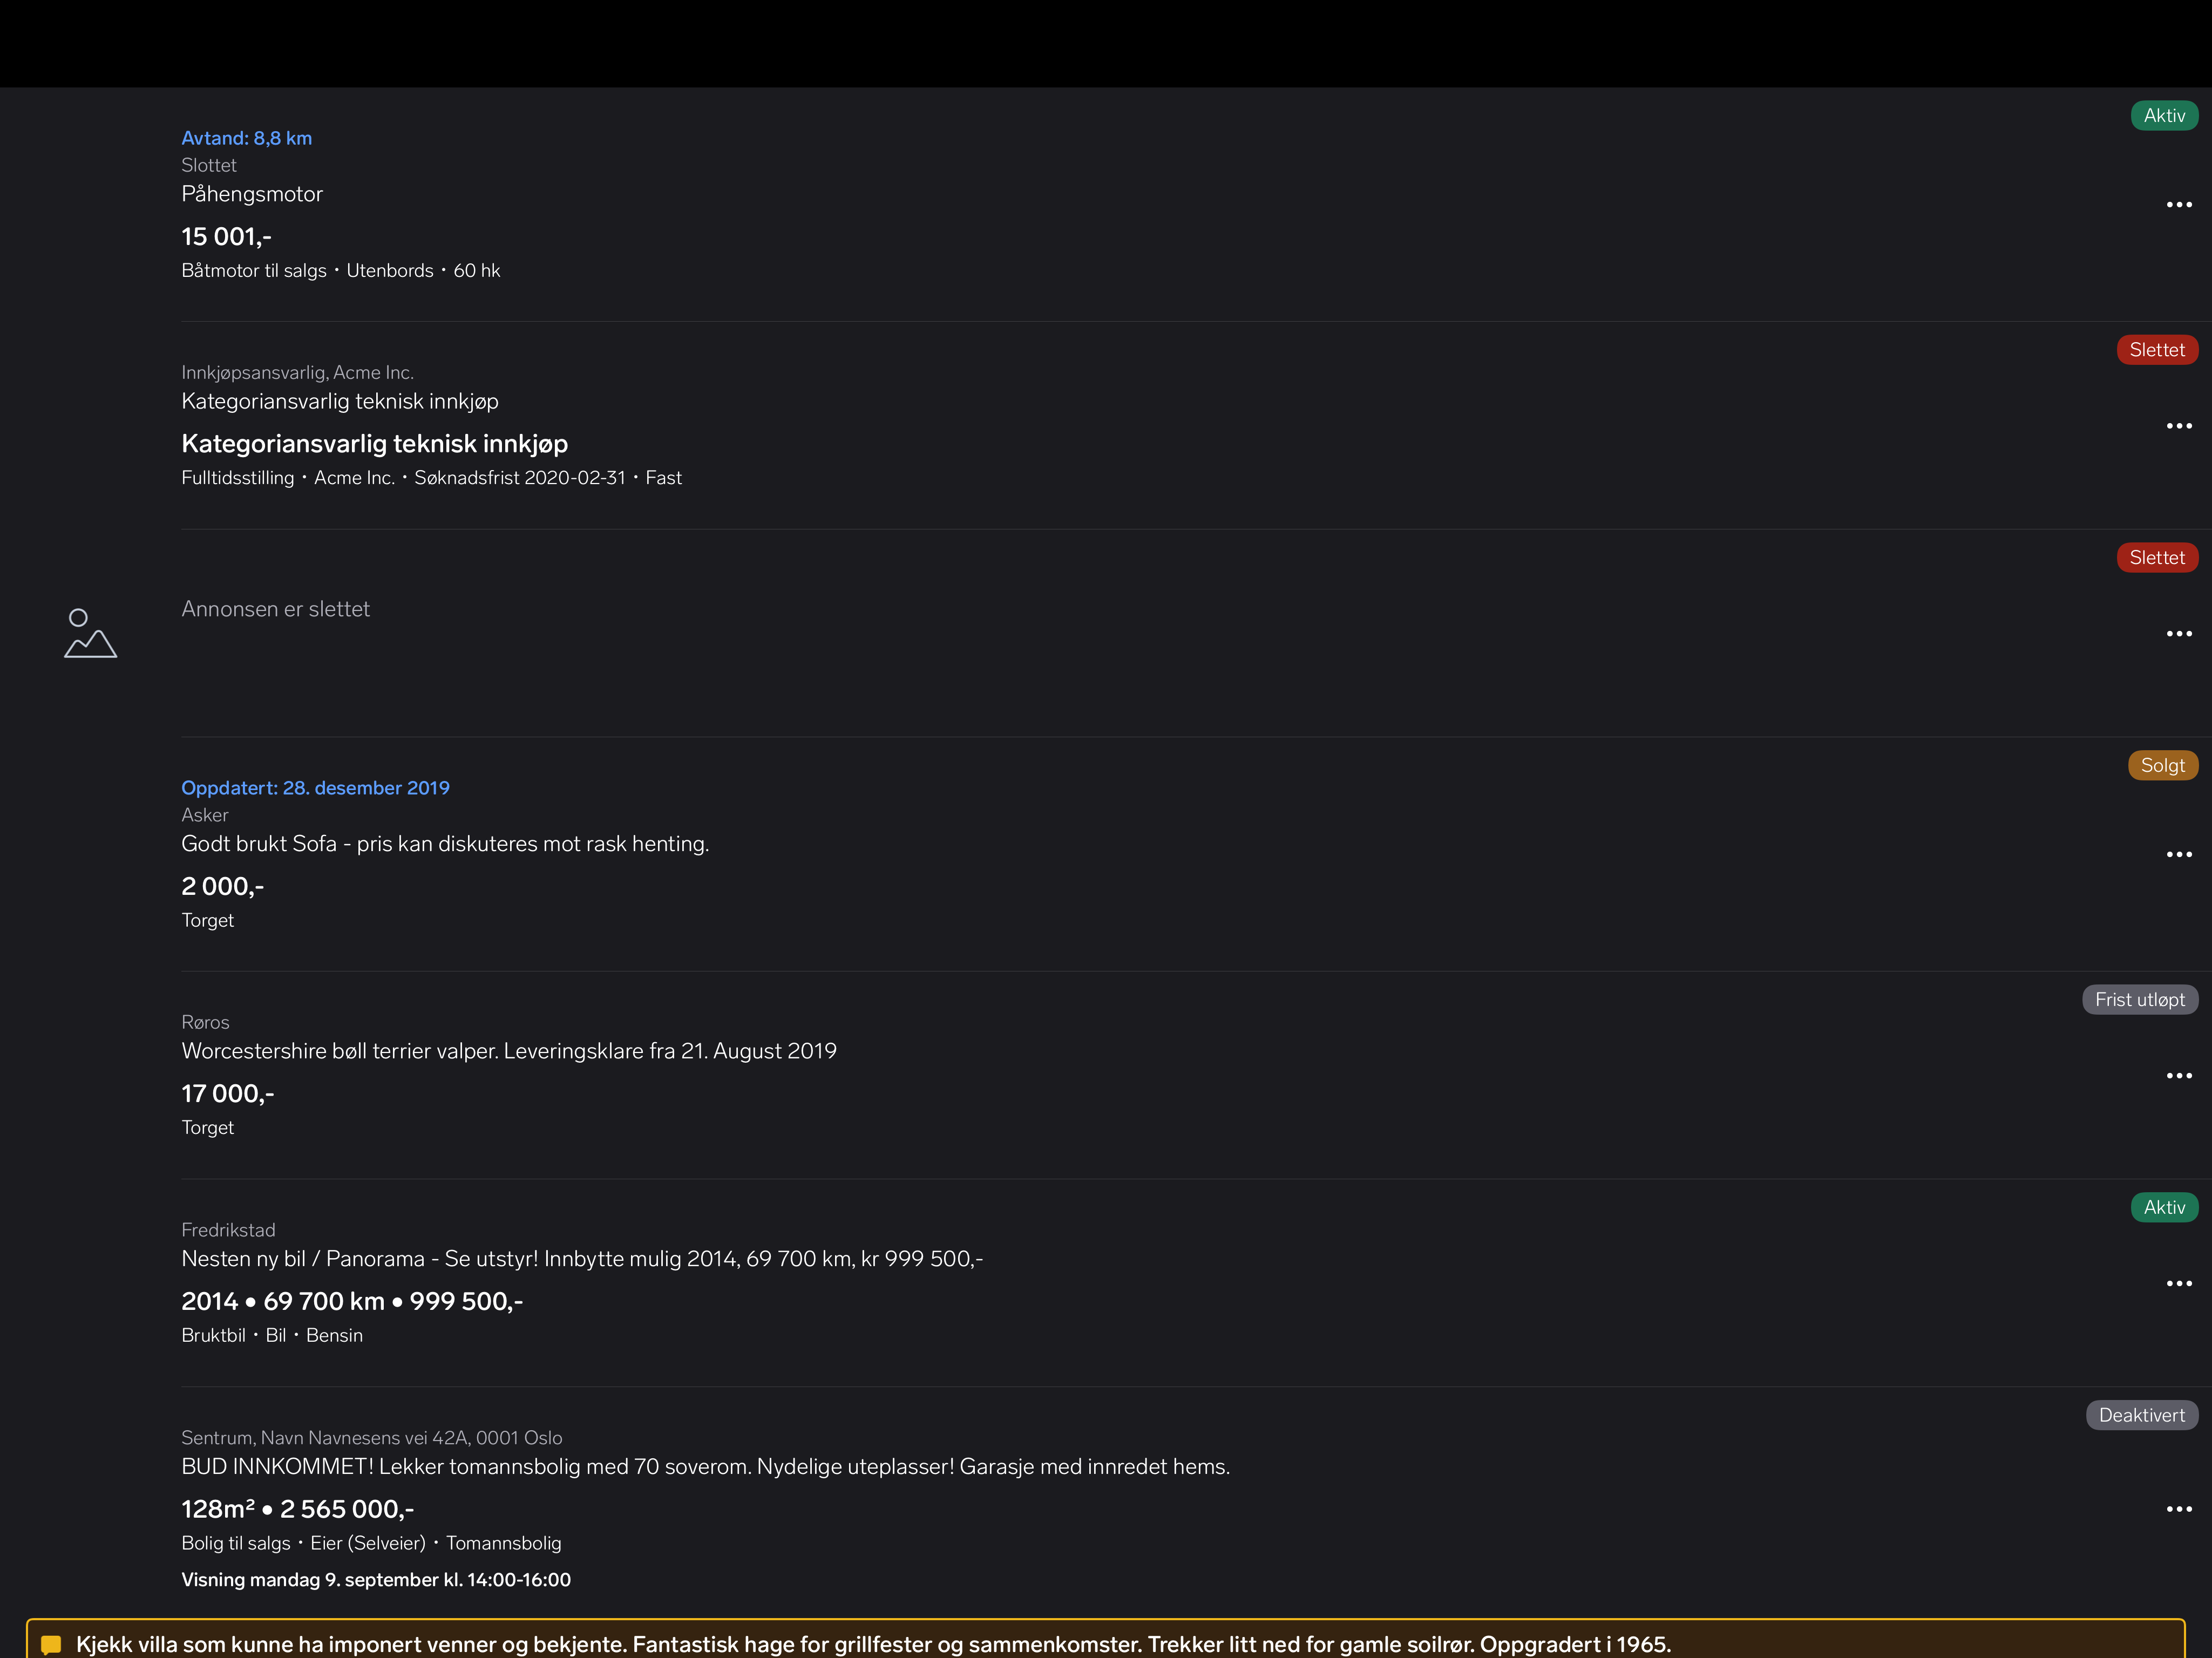 Aktiv
Avtand: 8,8 km
Slottet
Påhengsmotor
15 001,-
Båtmotor til salgs • Utenbords • 60 hk
Slettet
Innkjøpsansvarlig, Acme Inc.
Kategoriansvarlig teknisk innkjøp
Kategoriansvarlig teknisk innkjøp
Fulltidsstilling • Acme Inc. • Søknadsfrist 2020-02-31 • Fast
Slettet
Annonsen er slettet
Solgt
Oppdatert: 28. desember 2019
Asker
Godt brukt Sofa - pris kan diskuteres mot rask henting.
2 000,-
Torget
Frist utløpt
Røros
Worcestershire bøll terrier valper. Leveringsklare fra 21. August 2019
17 000,-
Torget
Aktiv
Fredrikstad
Nesten ny bil / Panorama - Se utstyr! Innbytte mulig 2014, 69 700 km, kr 999 500,-
2014 • 69 700 km • 999 500,-
Bruktbil • Bil • Bensin
Deaktivert
Sentrum, Navn Navnesens vei 42A, 0001 Oslo
BUD INNKOMMET! Lekker tomannsbolig med 70 soverom. Nydelige uteplasser! Garasje med innredet hems.
128m² • 2 565 000,-
Bolig til salgs • Eier (Selveier) • Tomannsbolig
Visning mandag 9. september kl. 14:00-16:00
Kjekk villa som kunne ha imponert venner og bekjente. Fantastisk hage for grillfester og sammenkomster. Trekker litt ned for gamle soilrør. Oppgradert i 1965.